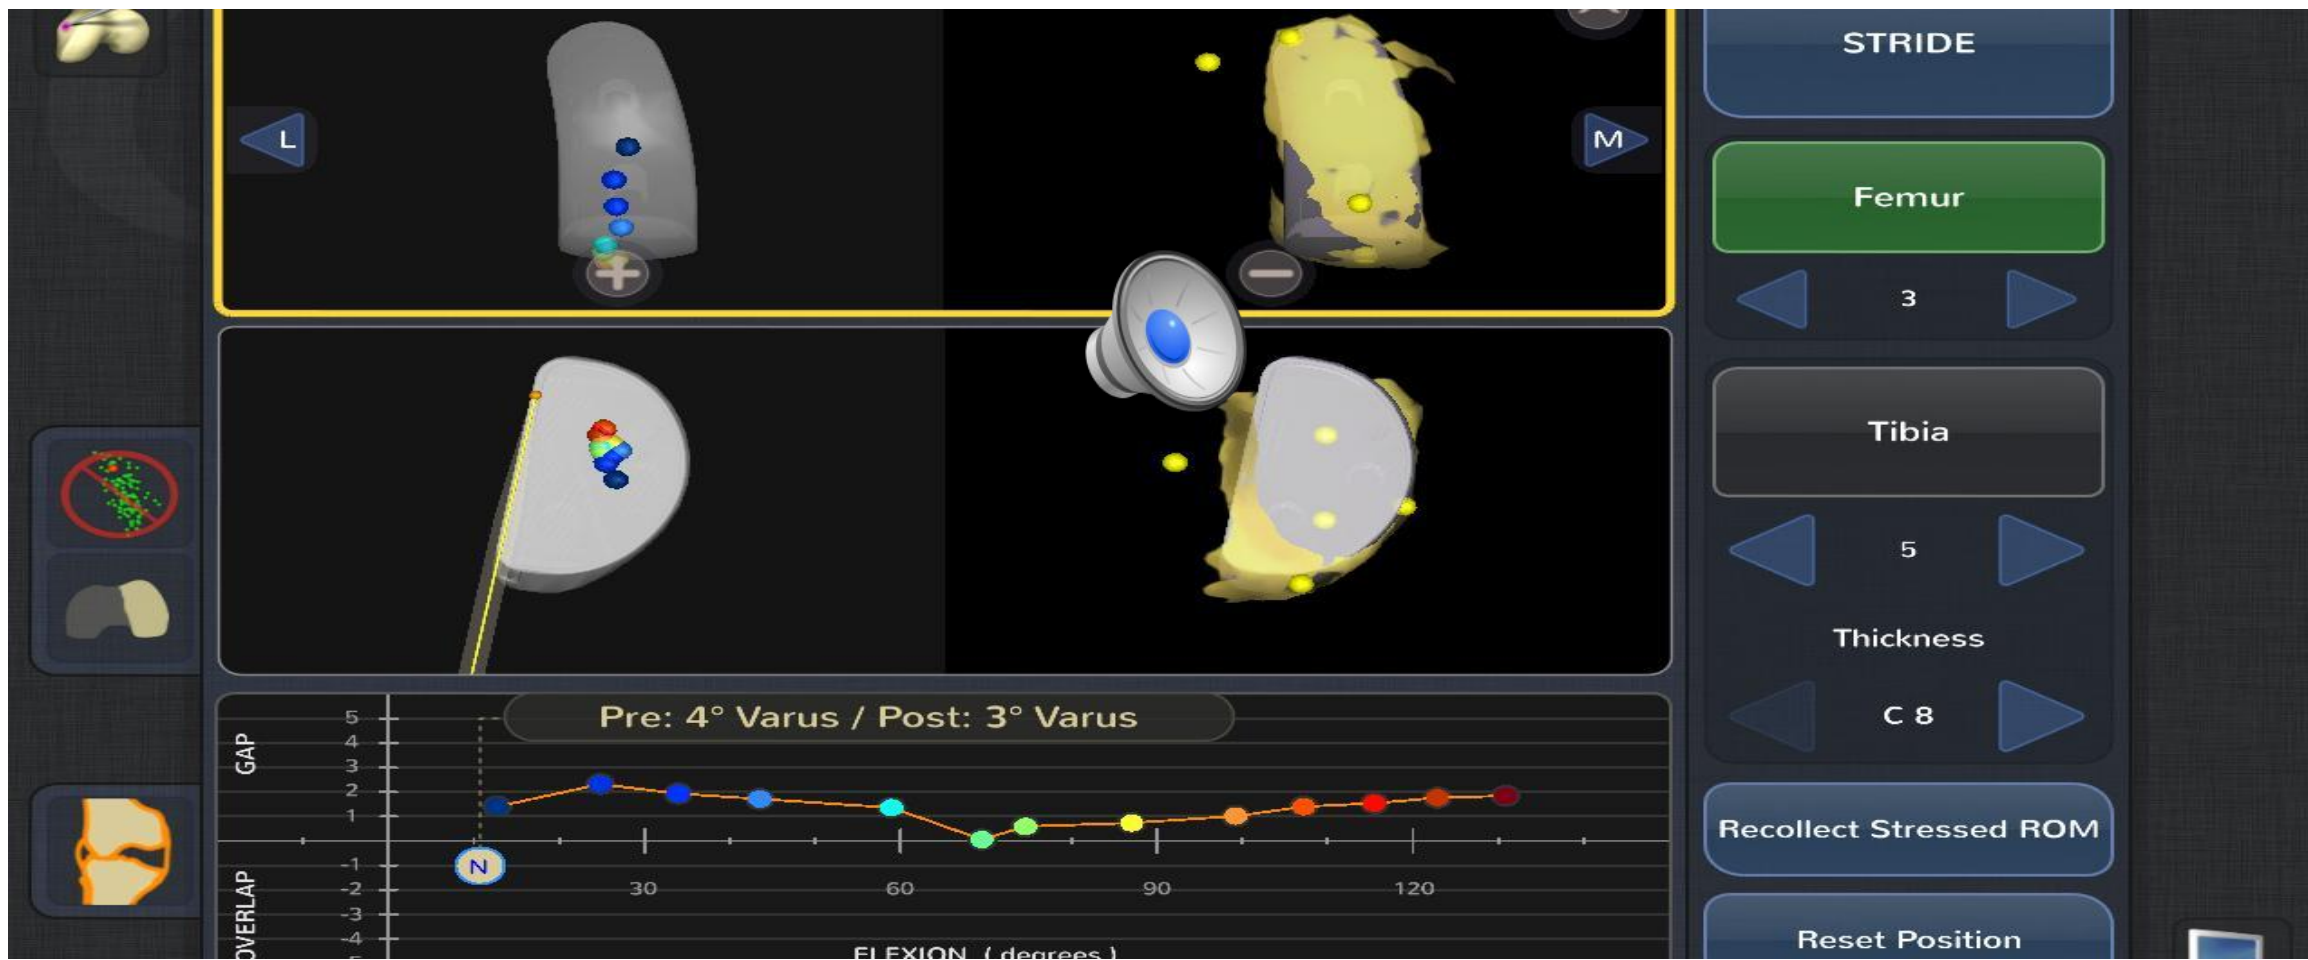 STRIDE
L
M
Femur
3
Tibia
5
Thickness
C 8
Pre: 4° Varus / Post: 3° Varus
GAP
5
4
3
2
1
-1
-2
-3
-4
OVERLAP
N
30
60
90
120
FLEXION ( degrees )
Recollect Stressed ROM
Reset Position